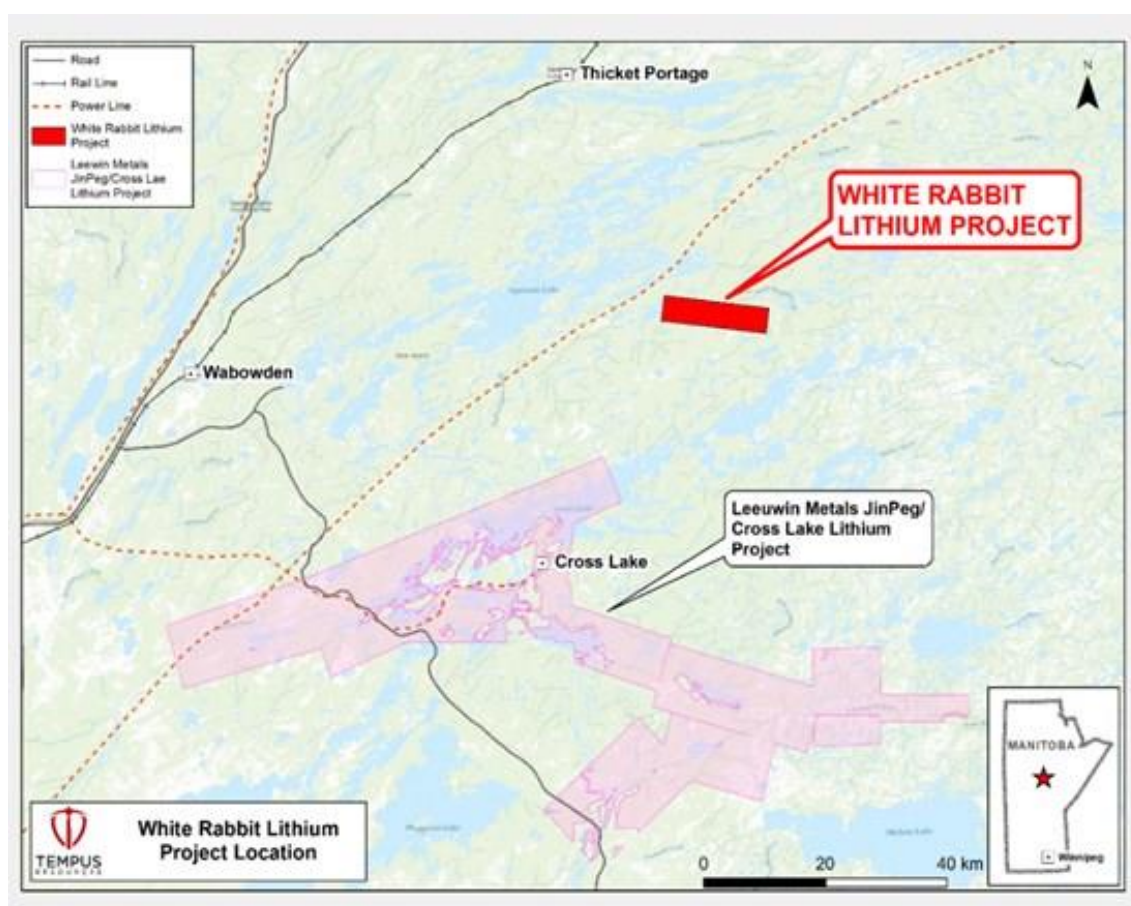 Road
Rail Line
Power Line
White Rabbit Lithium
Project
Leewin Metals
JinPeg/Cross Lae
Lithium Project
Thicket Portage
N
WHITE RABBIT
LITHIUM PROJECT
Wabowden
Leeuwin Metals JinPeg/
Cross Lake Lithium
Project
Cross Lake
MANITOBA
Winnipeg
TEMPUS
RESOURCES
White Rabbit Lithium
Project Location
0 20 40 km